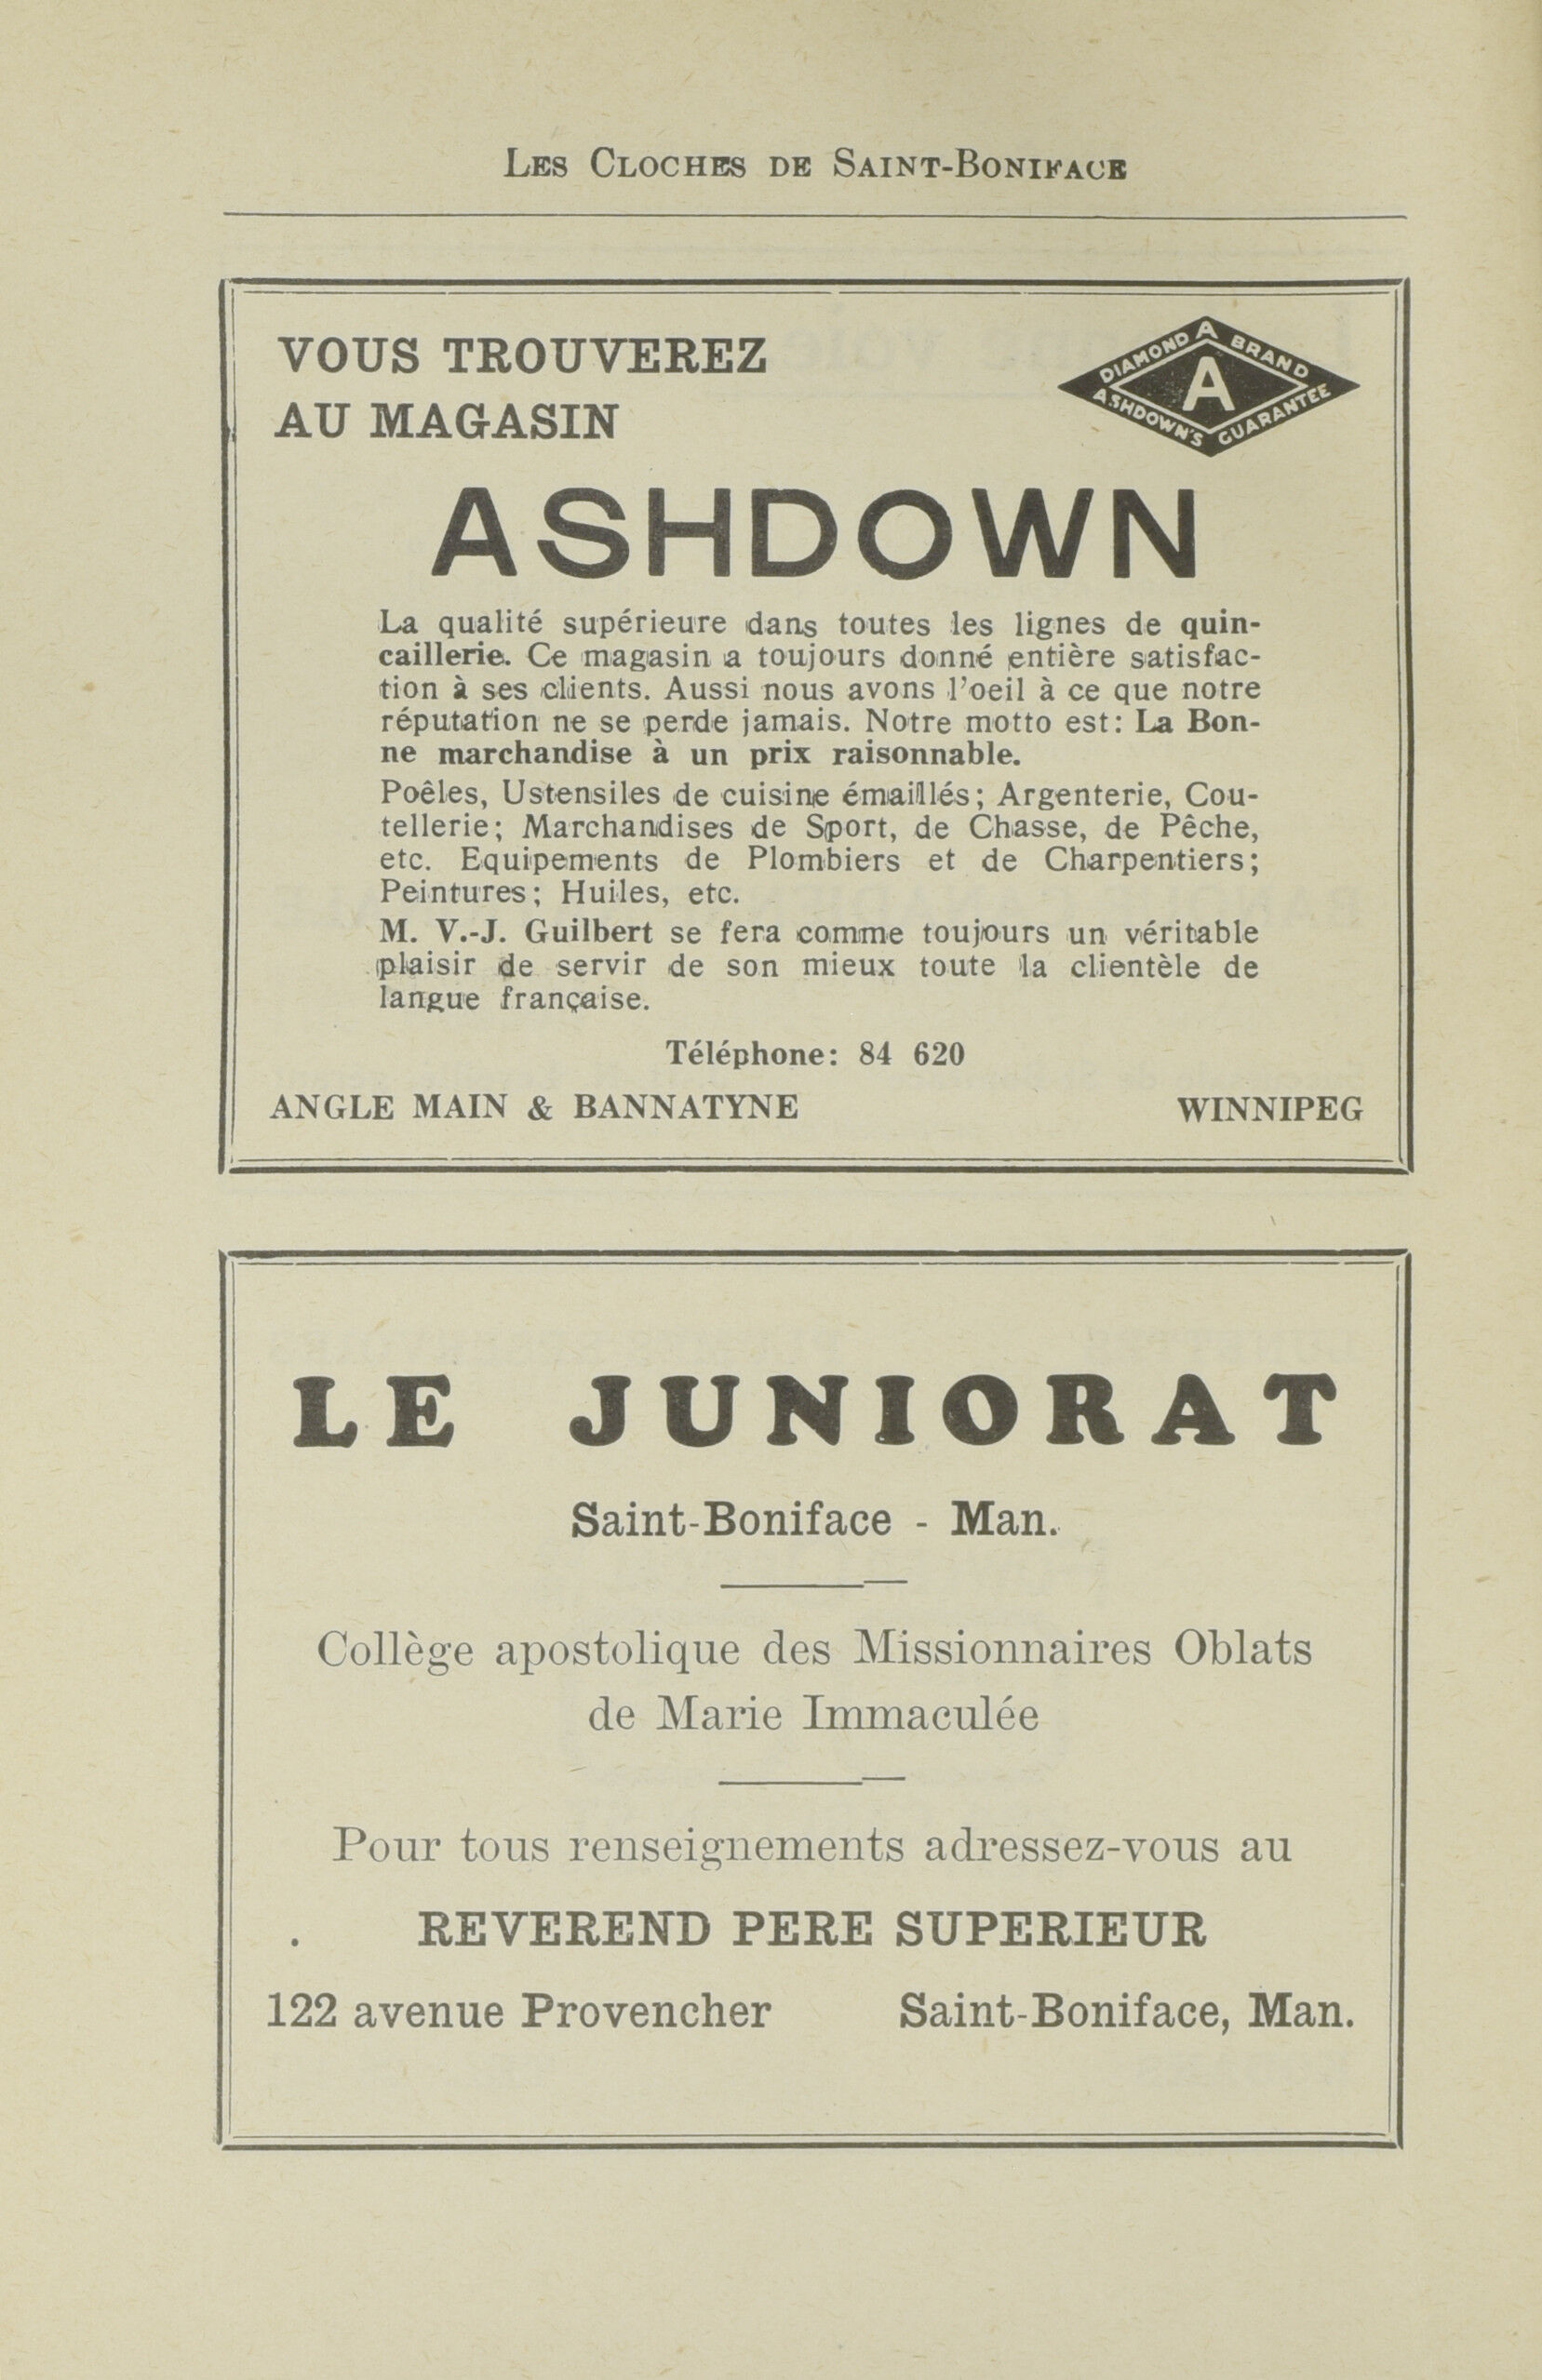 LES CLOCHES DE SAINT-BONIFACE
VOUS TROUVEREZ
AU MAGASIN
DIAMOND A BRAND
A
ASHDOWN'S GUARANTEE
ASHDOWN
La qualité supérieure dans toutes les lignes de quin-
caillerie. Ce magasin a toujours donné entière satisfac-
tion à ses clients. Aussi nous avons l'oeil à ce que notre
réputation ne se perde jamais. Notre motto est: La Bon-
ne marchandise à un prix raisonnable.
Poêles, Ustensiles de cuisine émaillés; Argenterie, Cou-
tellerie; Marchandises de Sport, de Chasse, de Pêche,
etc. Equipements de Plombiers et de Charpentiers;
Peintures; Huiles, etc.
M. V.-J. Guilbert se fera comme toujours un véritable
plaisir de servir de son mieux toute la clientèle de
langue française.
Téléphone: 84 620
ANGLE MAIN & BANNATYNE WINNIPEG
LE JUNIORAT
Saint-Boniface - Man.
Collège apostolique des Missionnaires Oblats
de Marie Immaculée
Pour tous renseignements adressez-vous au
REVEREND PERE SUPERIEUR
122 avenue Provencher Saint-Boniface, Man.